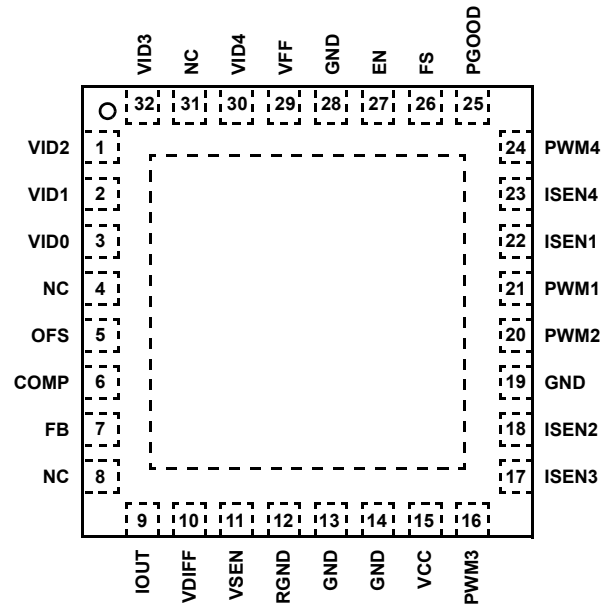 VID3 NC VID4 VFF GND EN FS PGOOD
32 31 30 29 28 27 26 25
VID2 1 24 PWM4
VID1 2 23 ISEN4
VID0 3 22 ISEN1
NC 4 21 PWM1
OFS 5 20 PWM2
COMP 6 19 GND
FB 7 18 ISEN2
NC 8 17 ISEN3
9 10 11 12 13 14 15 16
IOUT VDIFF VSEN RGND GND GND VCC PWM3